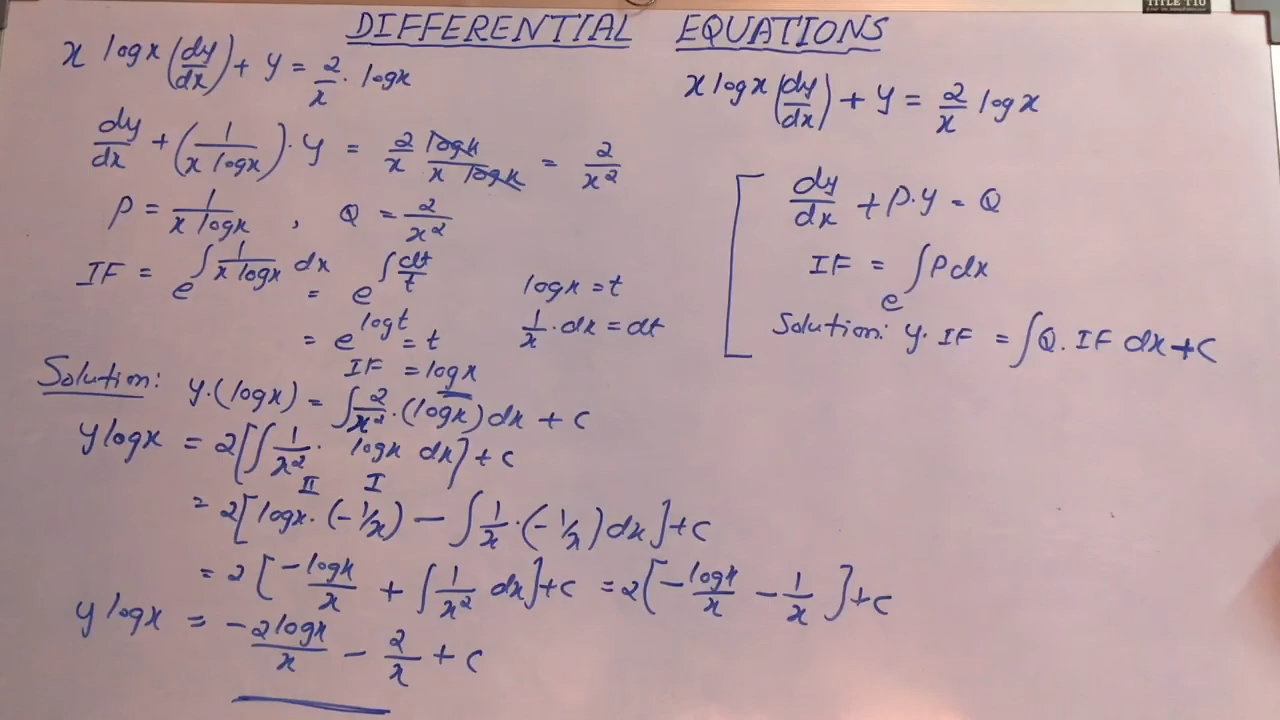 TITLE T10
DIFFERENTIAL EQUATIONS
x log x (dy/dx) + y = 2/x · log x
dy/dx + (1/(x log x)) · y = 2/x log x/(x log x) = 2/x²
P = 1/(x log x) , Q = 2/x²
IF = e^∫ 1/(x log x) dx = e^∫ dt/t
log x = t
= e^log t = t
1/x · dx = dt
IF = log x
Solution: y·(log x) = ∫ 2/x² · (log x) dx + c
y log x = 2[∫ 1/x² · log x dx] + c
II I
= 2[log x · (-1/x) - ∫ 1/x · (-1/x) dx] + c
= 2[-log x/x + ∫ 1/x² dx] + c = 2[-log x/x - 1/x] + c
y log x = -2 log x/x - 2/x + c
x log x (dy/dx) + y = 2/x log x
dy/dx + P·y = Q
IF = e^∫ P dx
Solution: y· IF = ∫ Q. IF dx + C